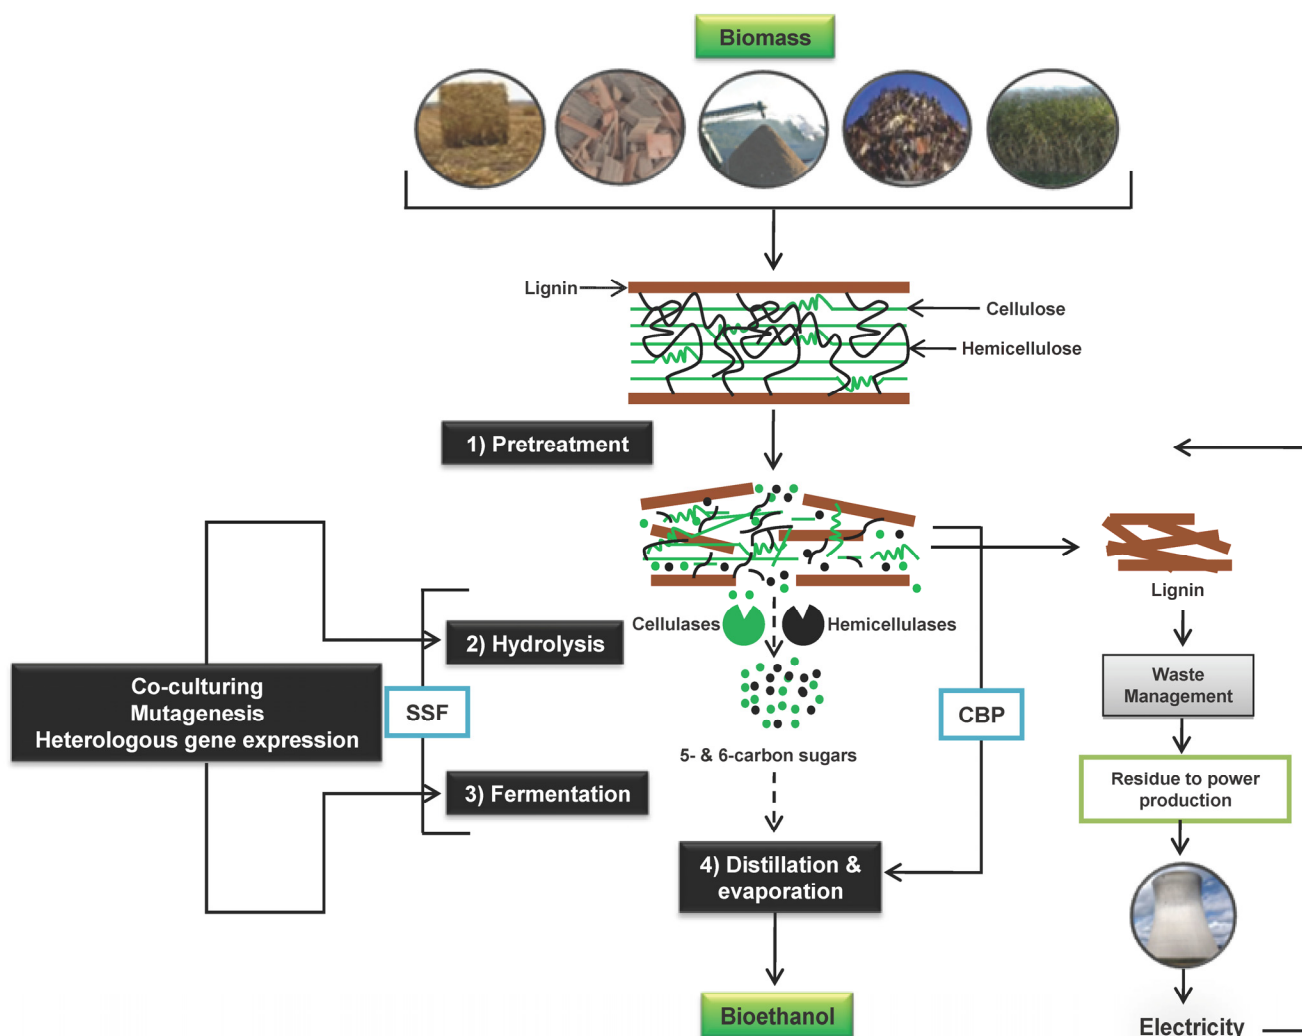 Biomass
Lignin
Cellulose
Hemicellulose
1) Pretreatment
Cellulases
Hemicellulases
Lignin
2) Hydrolysis
Co-culturing
Mutagenesis
Heterologous gene expression
SSF
CBP
Waste
Management
5- & 6-carbon sugars
3) Fermentation
Residue to power
production
4) Distillation &
evaporation
Bioethanol
Electricity